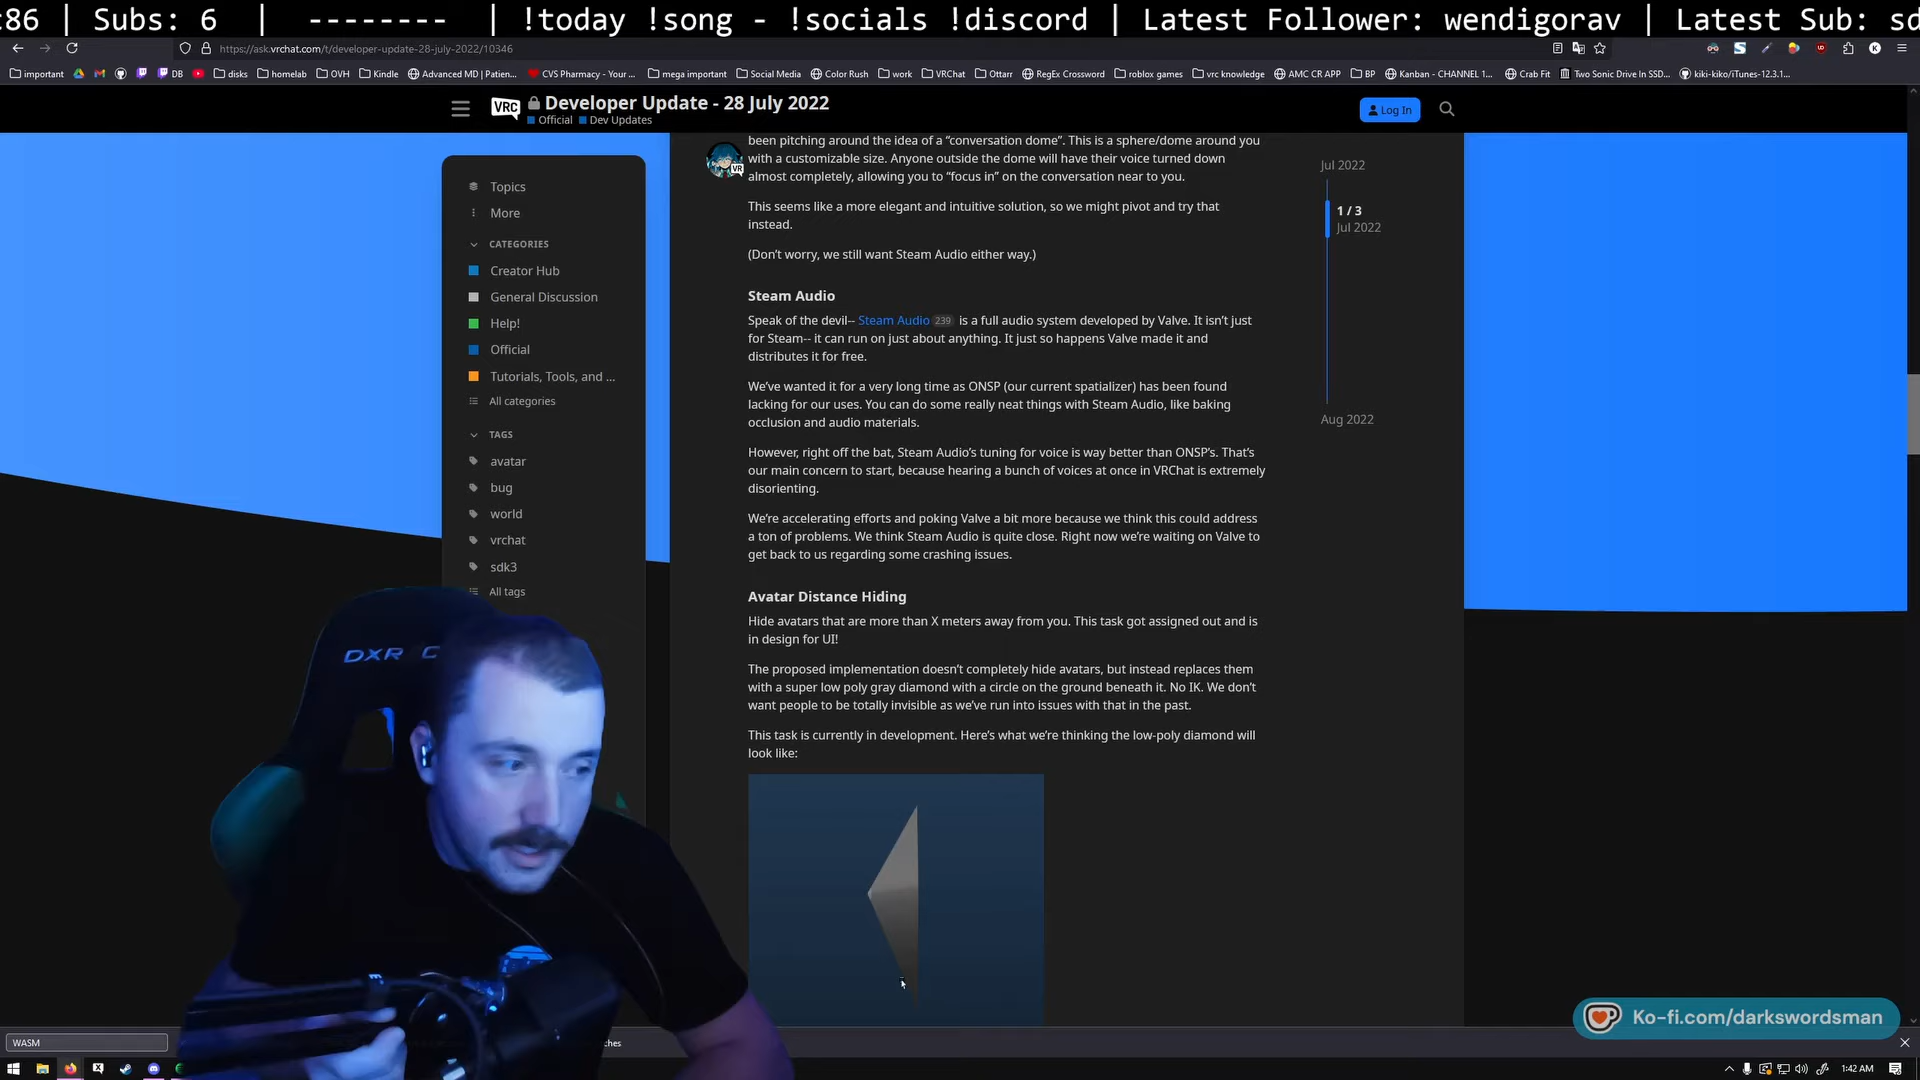 :86 | Subs: 6 | -------- | !today !song - !socials !discord | Latest Follower: wendigorav | Latest Sub: sd
https://ask.vrchat.com/t/developer-update-28-july-2022/10346
important DB disks homelab OVH Kindle Advanced MD | Patien... CVS Pharmacy - Your ... mega important Social Media Color Rush work VRChat Ottarr RegEx Crossword roblox games vrc knowledge AMC CR APP BP Kanban - CHANNEL 1... Crab Fit Two Sonic Drive In SSD... kiki-kiko/iTunes-12.3.1...
VRC Developer Update - 28 July 2022
Official Dev Updates
Log In
Topics
More
CATEGORIES
Creator Hub
General Discussion
Help!
Official
Tutorials, Tools, and ...
All categories
TAGS
avatar
bug
world
vrchat
sdk3
All tags
been pitching around the idea of a “conversation dome”. This is a sphere/dome around you
with a customizable size. Anyone outside the dome will have their voice turned down
almost completely, allowing you to “focus in” on the conversation near to you.
This seems like a more elegant and intuitive solution, so we might pivot and try that
instead.
(Don’t worry, we still want Steam Audio either way.)
Steam Audio
Speak of the devil-- Steam Audio 239 is a full audio system developed by Valve. It isn’t just
for Steam-- it can run on just about anything. It just so happens Valve made it and
distributes it for free.
We’ve wanted it for a very long time as ONSP (our current spatializer) has been found
lacking for our uses. You can do some really neat things with Steam Audio, like baking
occlusion and audio materials.
However, right off the bat, Steam Audio’s tuning for voice is way better than ONSP’s. That’s
our main concern to start, because hearing a bunch of voices at once in VRChat is extremely
disorienting.
We’re accelerating efforts and poking Valve a bit more because we think this could address
a ton of problems. We think Steam Audio is quite close. Right now we’re waiting on Valve to
get back to us regarding some crashing issues.
Avatar Distance Hiding
Hide avatars that are more than X meters away from you. This task got assigned out and is
in design for UI!
The proposed implementation doesn’t completely hide avatars, but instead replaces them
with a super low poly gray diamond with a circle on the ground beneath it. No IK. We don’t
want people to be totally invisible as we’ve run into issues with that in the past.
This task is currently in development. Here’s what we’re thinking the low-poly diamond will
look like:
Jul 2022
1 / 3
Jul 2022
Aug 2022
DXR C
Ko-fi.com/darkswordsman
WASM
ches
1:42 AM